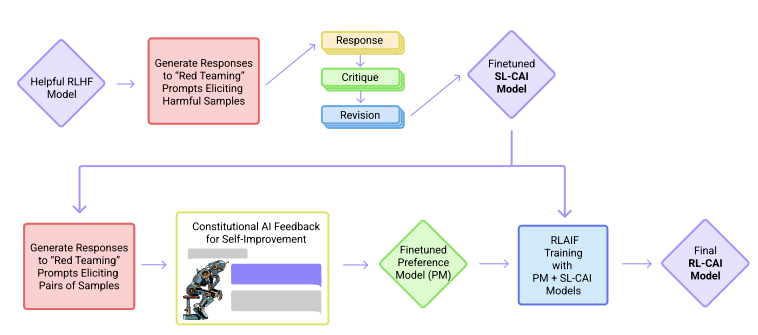 Helpful RLHF
Model
Generate Responses
to “Red Teaming”
Prompts Eliciting
Harmful Samples
Response
Critique
Revision
Finetuned
SL-CAI
Model
Generate Responses
to “Red Teaming”
Prompts Eliciting
Pairs of Samples
Constitutional AI Feedback
for Self-Improvement
Finetuned
Preference
Model (PM)
RLAIF
Training
with
PM + SL-CAI
Models
Final
RL-CAI
Model